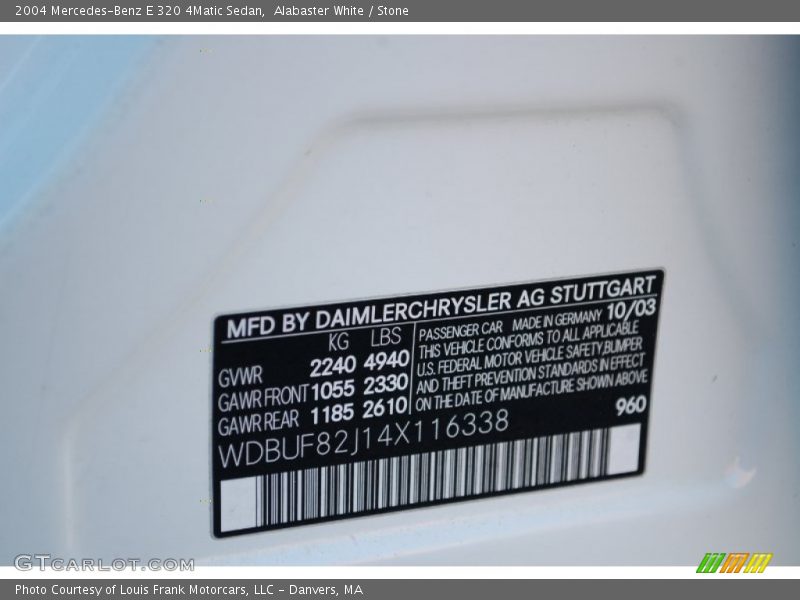 2004 Mercedes-Benz E 320 4Matic Sedan, Alabaster White / Stone
MFD BY DAIMLERCHRYSLER AG STUTTGART
KG LBS
GVWR 2240 4940
GAWR FRONT 1055 2330
GAWR REAR 1185 2610
PASSENGER CAR MADE IN GERMANY 10/03
THIS VEHICLE CONFORMS TO ALL APPLICABLE
U.S. FEDERAL MOTOR VEHICLE SAFETY, BUMPER
AND THEFT PREVENTION STANDARDS IN EFFECT
ON THE DATE OF MANUFACTURE SHOWN ABOVE
WDBUF82J14X116338
960
GTCARLOT.COM
Photo Courtesy of Louis Frank Motorcars, LLC - Danvers, MA